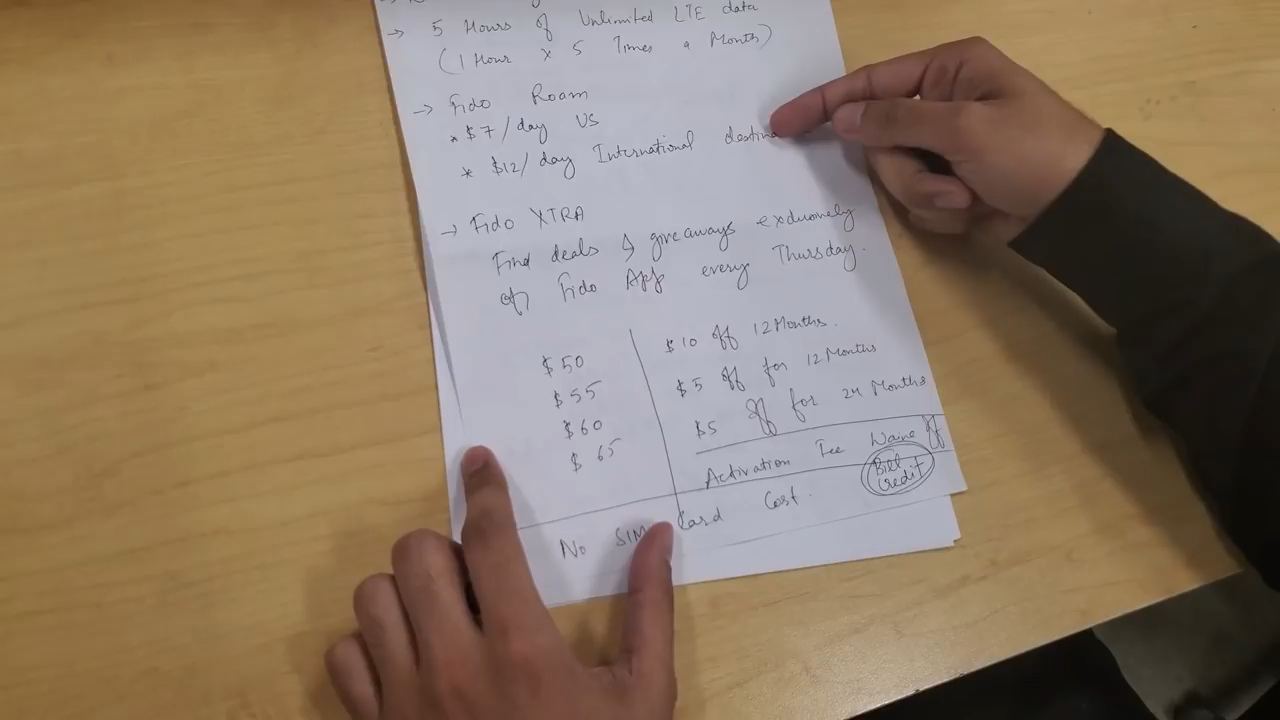 → 5 Hours of Unlimited LTE data
(1 Hour x 5 Times a Month)
→ Fido Roam
* $7/day US
* $12/day International destina
→ Fido XTRA
Find deals & giveaways exclusively
on Fido App every Thursday.
$50
$55
$60
$65
$10 off 12 Months.
$5 off for 12 Months
$5 off for 24 Months
Activation Fee Waive off
Bill
Credit
No SIM Card Cost.